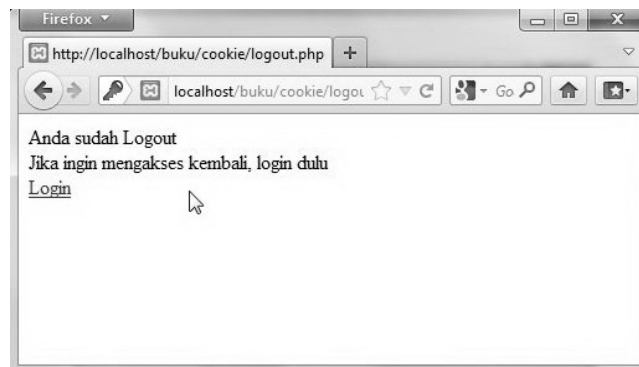 Firefox
http://localhost/buku/cookie/logout.php
localhost/buku/cookie/logou
Go
Anda sudah Logout
Jika ingin mengakses kembali, login dulu
Login